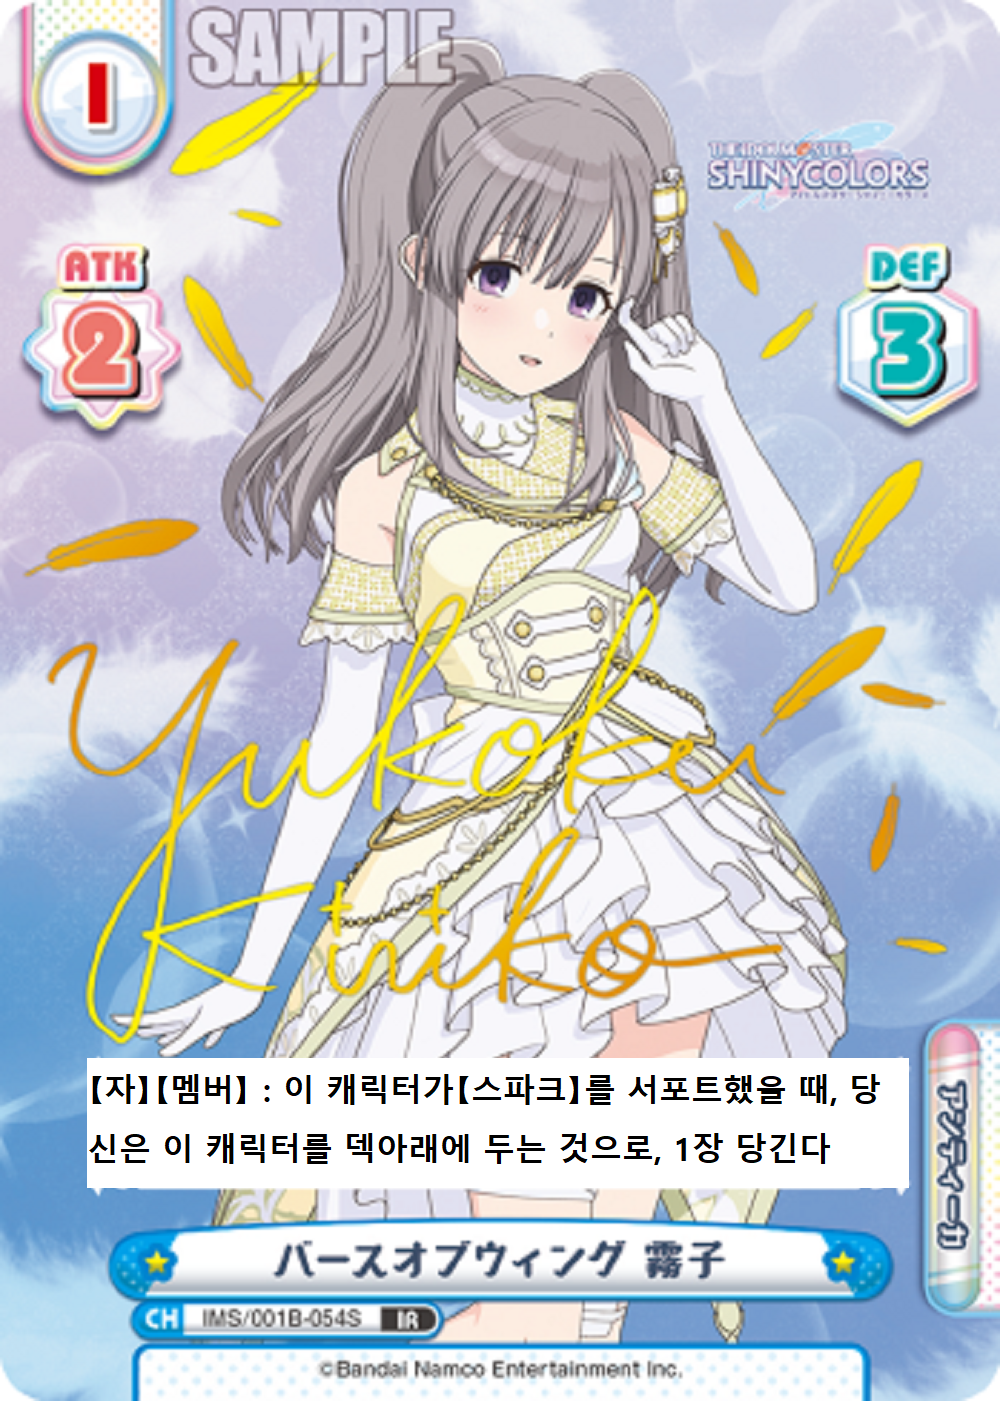 SAMPLE
1
THE IDOLM@STER
SHINYCOLORS
ATK
2
DEF
3
Yukoku
Kiriko
【자】【멤버】 : 이 캐릭터가【스파크】를 서포트했을 때, 당
신은 이 캐릭터를 덱아래에 두는 것으로, 1장 당긴다
アンティーカ
バースオブウィング 霧子
CH IMS/001B-054S IR
©Bandai Namco Entertainment Inc.